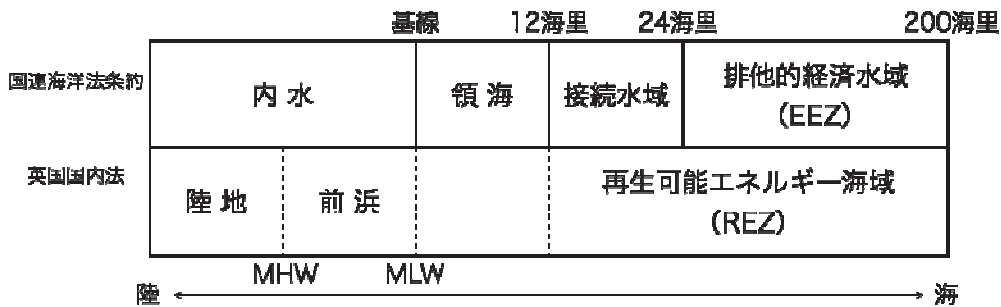 基線 12海里 24海里 200海里
国連海洋法条約 内水 領海 接続水域 排他的経済水域
(EEZ)
英国国内法 陸地 前浜 再生可能エネルギー海域
(REZ)
MHW MLW
陸 海